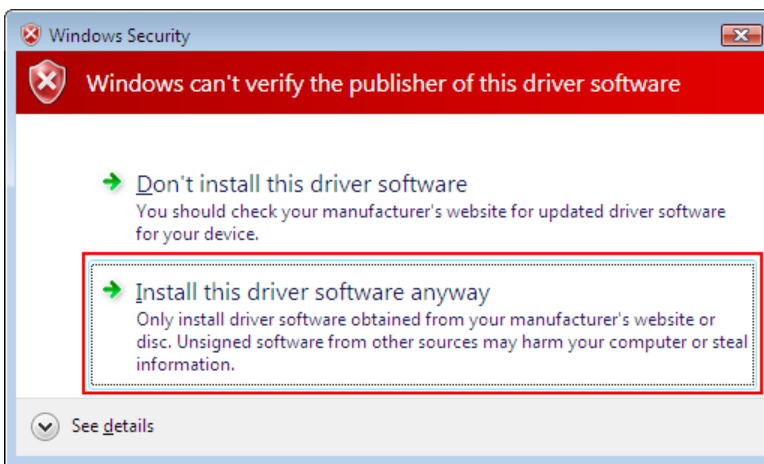 Windows Security
Windows can't verify the publisher of this driver software
Don't install this driver software
You should check your manufacturer's website for updated driver software
for your device.
Install this driver software anyway
Only install driver software obtained from your manufacturer's website or
disc. Unsigned software from other sources may harm your computer or steal
information.
See details